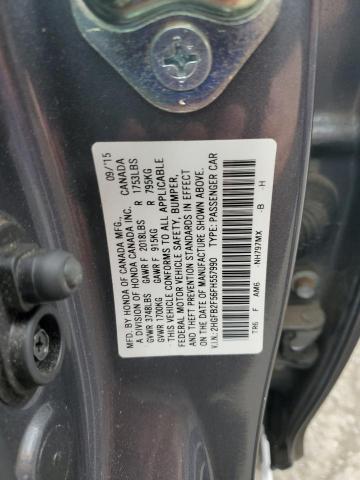 MFD. BY HONDA OF CANADA MFG., 09/'15
A DIVISION OF HONDA CANADA INC. CANADA
GVWR 3748LBS GAWR F 2018LBS R 1753LBS
GVWR 1700KG GAWR F 915KG R 795KG
THIS VEHICLE CONFORMS TO ALL APPLICABLE
FEDERAL MOTOR VEHICLE SAFETY, BUMPER,
AND THEFT PREVENTION STANDARDS IN EFFECT
ON THE DATE OF MANUFACTURE SHOWN ABOVE.
V.I.N.: 2HGFB2F56FH557990 TYPE: PASSENGER CAR
TR6 F AM6 NH797MX -B -H